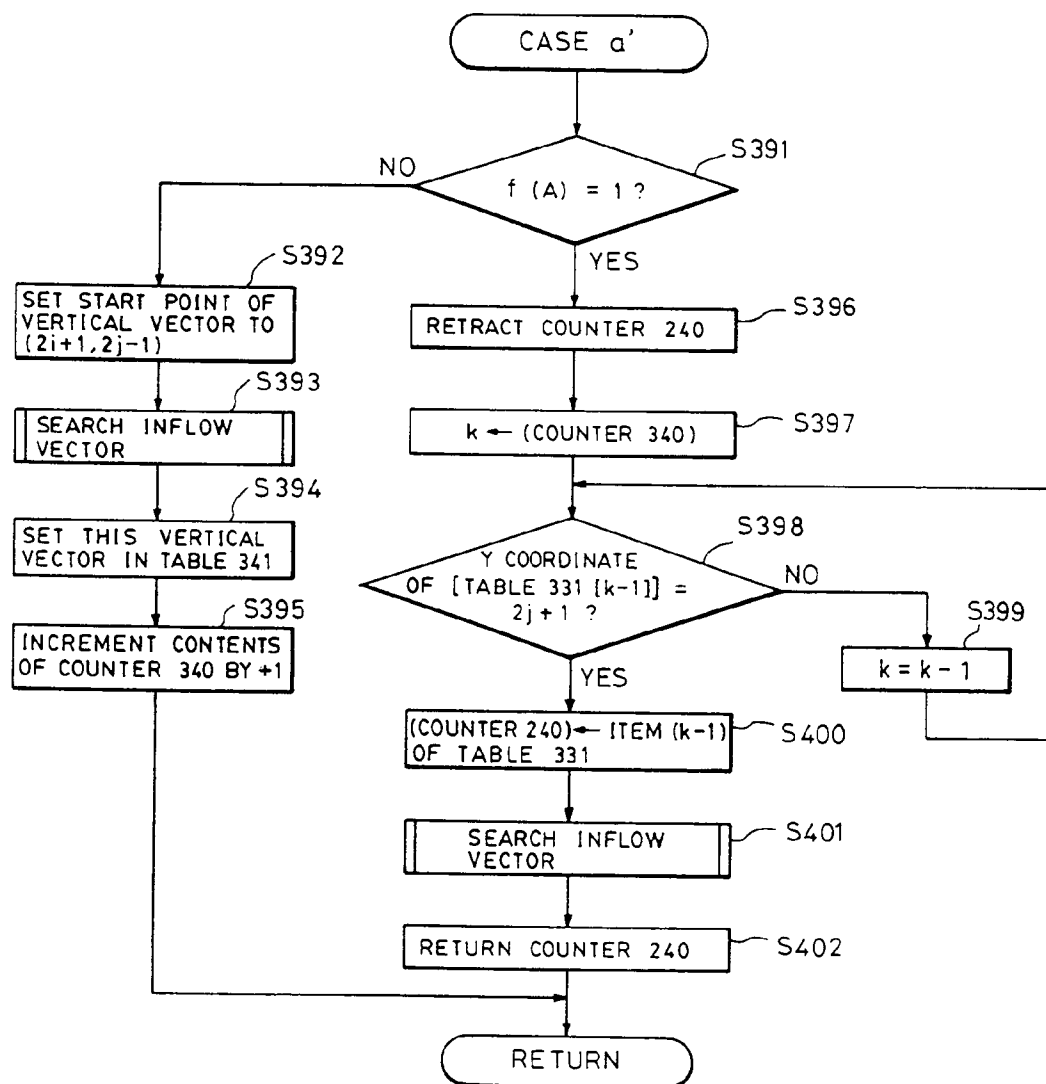 CASE a'
S391
NO
f (A) = 1 ?
YES
S392
SET START POINT OF
VERTICAL VECTOR TO
(2i+1, 2j-1)
S396
RETRACT COUNTER 240
S393
SEARCH INFLOW
VECTOR
S397
k ← (COUNTER 340)
S394
SET THIS VERTICAL
VECTOR IN TABLE 341
S398
Y COORDINATE
OF [TABLE 331 {k-1}] =
2j + 1 ?
NO
YES
S395
INCREMENT CONTENTS
OF COUNTER 340 BY +1
S399
k = k - 1
(COUNTER 240) ← ITEM (k-1)
OF TABLE 331
S400
SEARCH INFLOW
VECTOR
S401
RETURN COUNTER 240
S402
RETURN